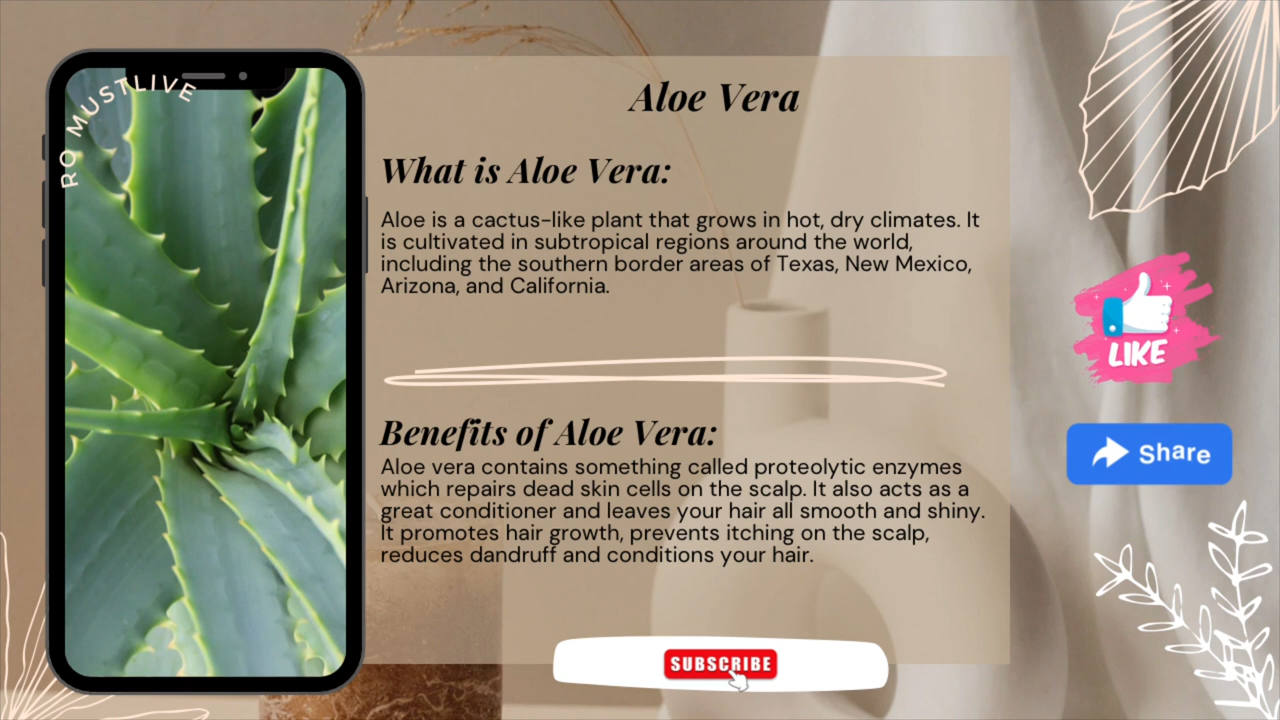 RO MUSTLIVE
Aloe Vera
What is Aloe Vera:
Aloe is a cactus-like plant that grows in hot, dry climates. It
is cultivated in subtropical regions around the world,
including the southern border areas of Texas, New Mexico,
Arizona, and California.
LIKE
Share
Benefits of Aloe Vera:
Aloe vera contains something called proteolytic enzymes
which repairs dead skin cells on the scalp. It also acts as a
great conditioner and leaves your hair all smooth and shiny.
It promotes hair growth, prevents itching on the scalp,
reduces dandruff and conditions your hair.
SUBSCRIBE